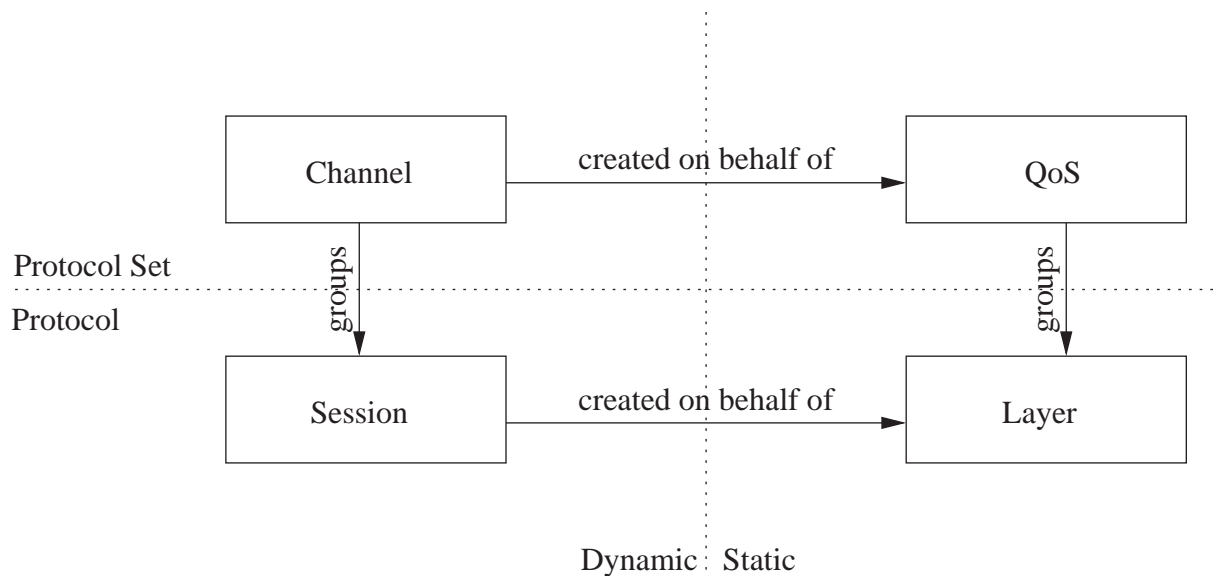 created on behalf of
Channel
QoS
groups
groups
Protocol Set
Protocol
created on behalf of
Session
Layer
Dynamic
Static